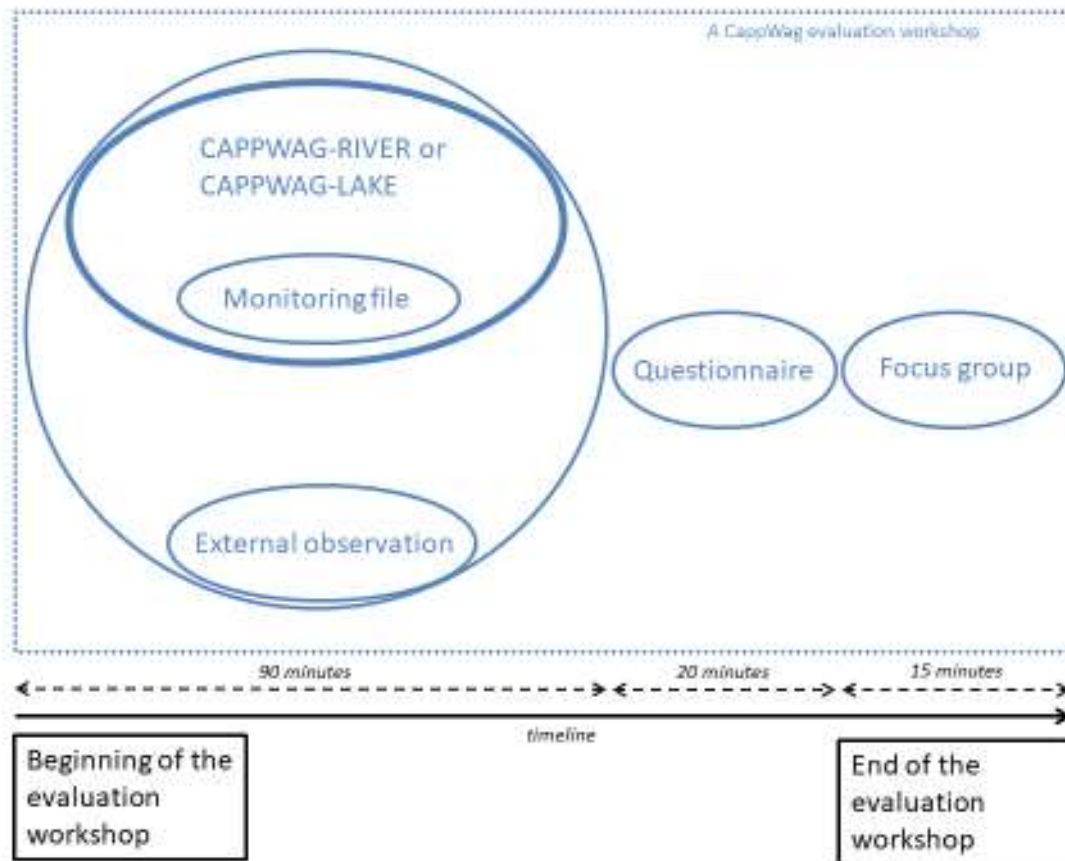 A CappWag evaluation workshop
CAPPWAG-RIVER or
CAPPWAG-LAKE
Monitoring file
Questionnaire
Focus group
External observation
90 minutes
20 minutes
15 minutes
timeline
Beginning of the
evaluation
workshop
End of the
evaluation
workshop